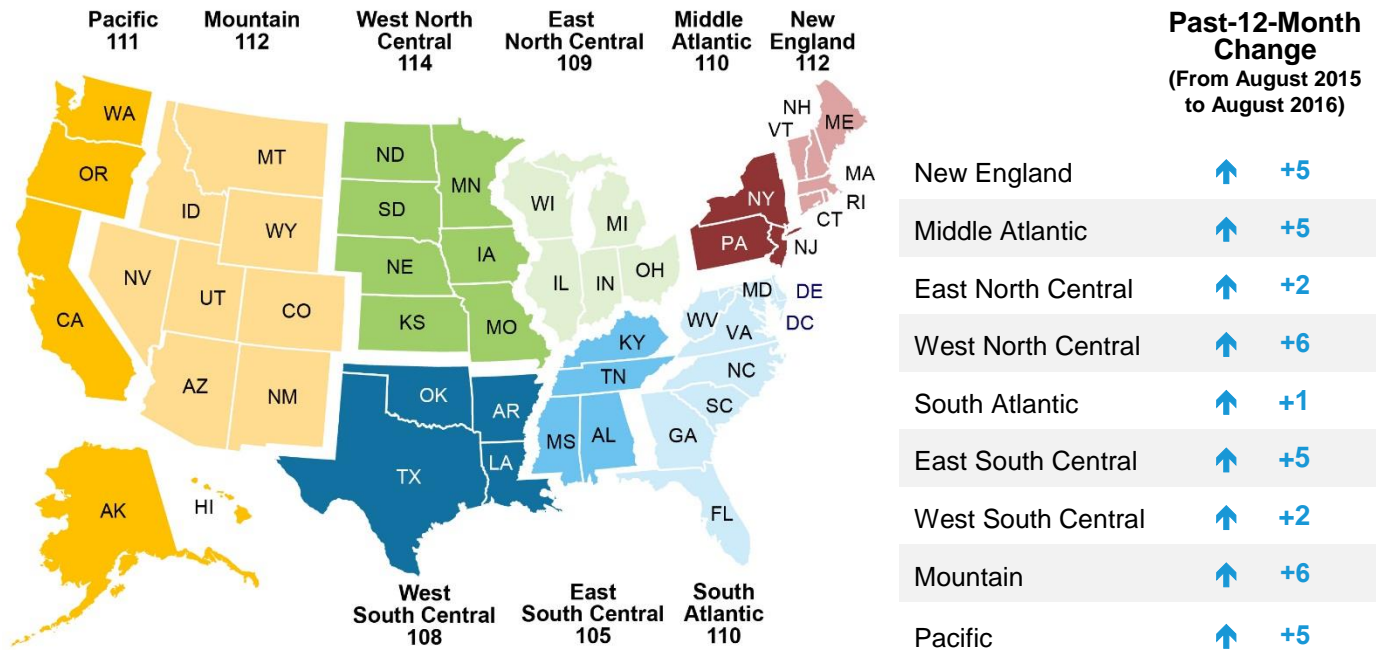 Pacific
111
Mountain
112
West North
Central
114
East
North Central
109
Middle
Atlantic
110
New
England
112
WA
OR
CA
AK
HI
MT
ID
WY
NV
UT
CO
AZ
NM
ND
SD
NE
KS
MN
IA
MO
WI
MI
IL
IN
OH
NY
PA
NJ
NH
VT
ME
MA
RI
CT
MD
DE
DC
WV
VA
NC
SC
GA
FL
KY
TN
MS
AL
OK
AR
TX
LA
West
South Central
108
East
South Central
105
South
Atlantic
110
Past-12-Month
Change
(From August 2015
to August 2016)
New England +5
Middle Atlantic +5
East North Central +2
West North Central +6
South Atlantic +1
East South Central +5
West South Central +2
Mountain +6
Pacific +5